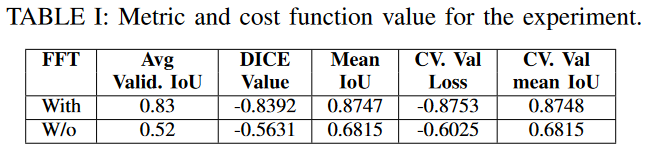 TABLE I: Metric and cost function value for the experiment.
FFT Avg Valid. IoU DICE Value Mean IoU CV. Val Loss CV. Val mean IoU
With 0.83 -0.8392 0.8747 -0.8753 0.8748
W/o 0.52 -0.5631 0.6815 -0.6025 0.6815